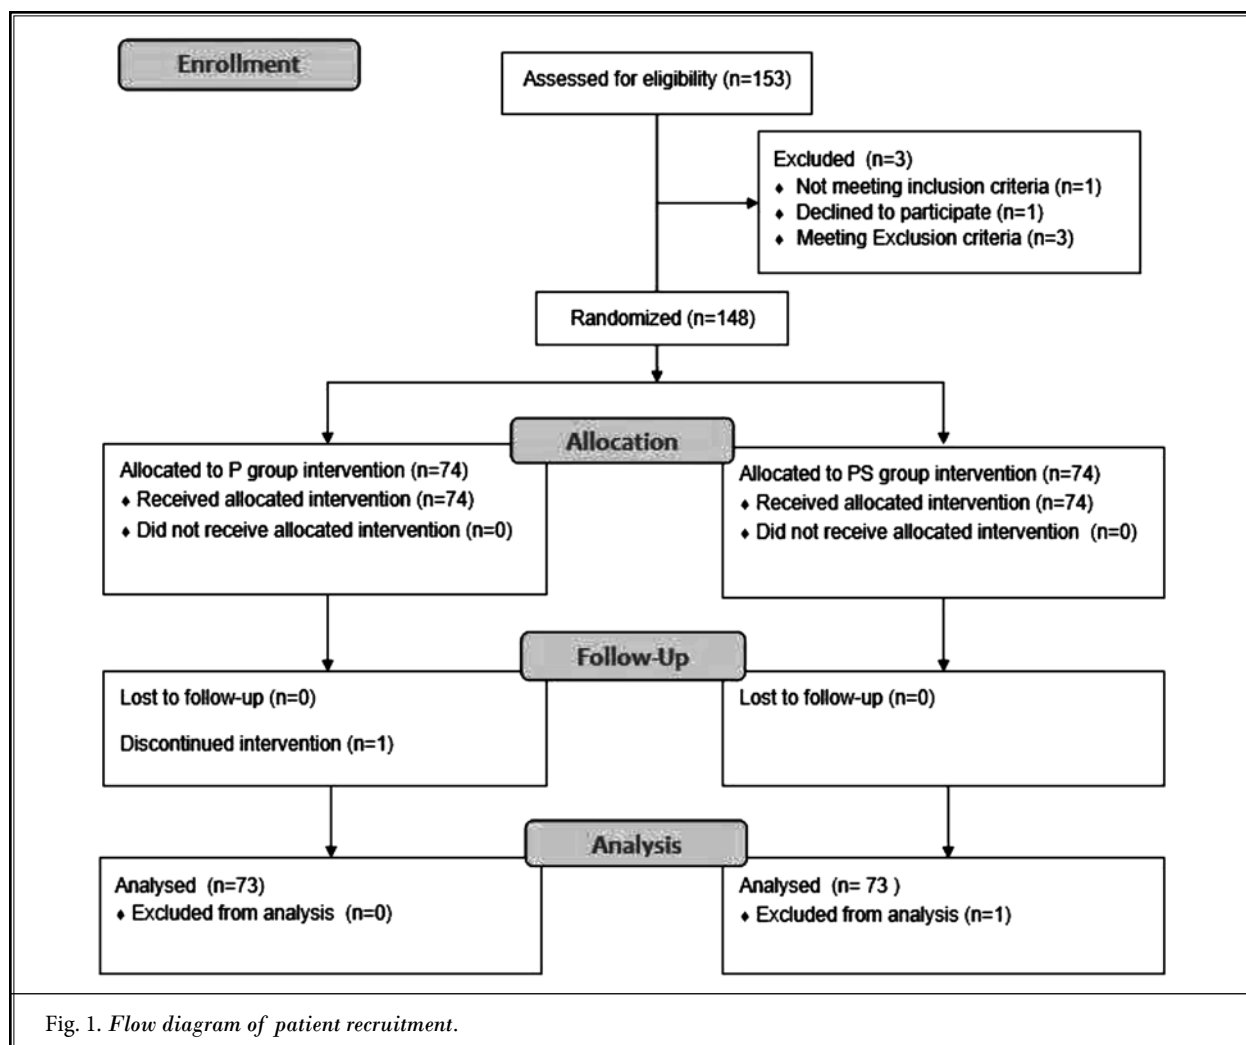 Enrollment
Assessed for eligibility (n=153)
Excluded (n=3)
♦ Not meeting inclusion criteria (n=1)
♦ Declined to participate (n=1)
♦ Meeting Exclusion criteria (n=3)
Randomized (n=148)
Allocation
Allocated to P group intervention (n=74)
♦ Received allocated intervention (n=74)
♦ Did not receive allocated intervention (n=0)
Allocated to PS group intervention (n=74)
♦ Received allocated intervention (n=74)
♦ Did not receive allocated intervention (n=0)
Follow-Up
Lost to follow-up (n=0)
Discontinued intervention (n=1)
Lost to follow-up (n=0)
Analysis
Analysed (n=73)
♦ Excluded from analysis (n=0)
Analysed (n= 73 )
♦ Excluded from analysis (n=1)
Fig. 1. Flow diagram of patient recruitment.